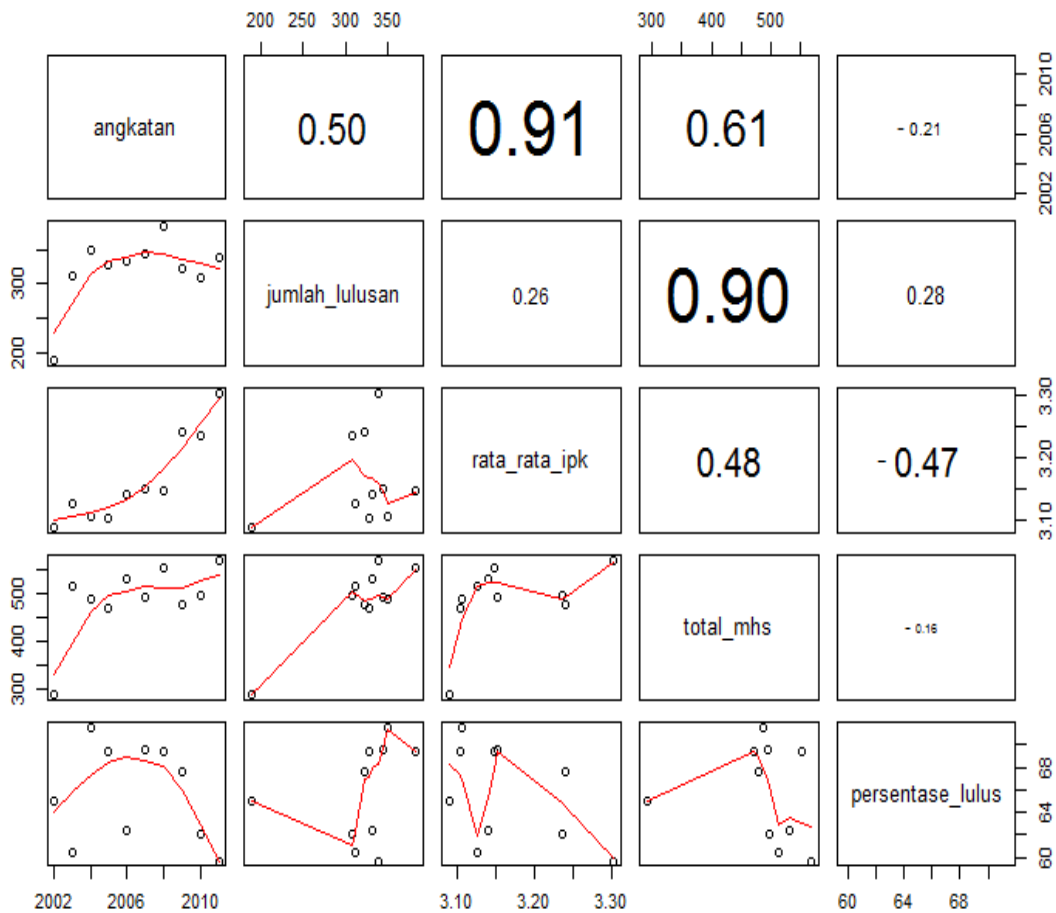 200 250 300 350
300 400 500
angkatan
0.50
0.91
0.61
- 0.21
2002 2006 2010
200 300
jumlah_lulusan
0.26
0.90
0.28
rata_rata_ipk
0.48
- 0.47
3.10 3.20 3.30
300 400 500
total_mhs
- 0.16
persentase_lulus
60 64 68
2002 2006 2010
3.10 3.20 3.30
60 64 68